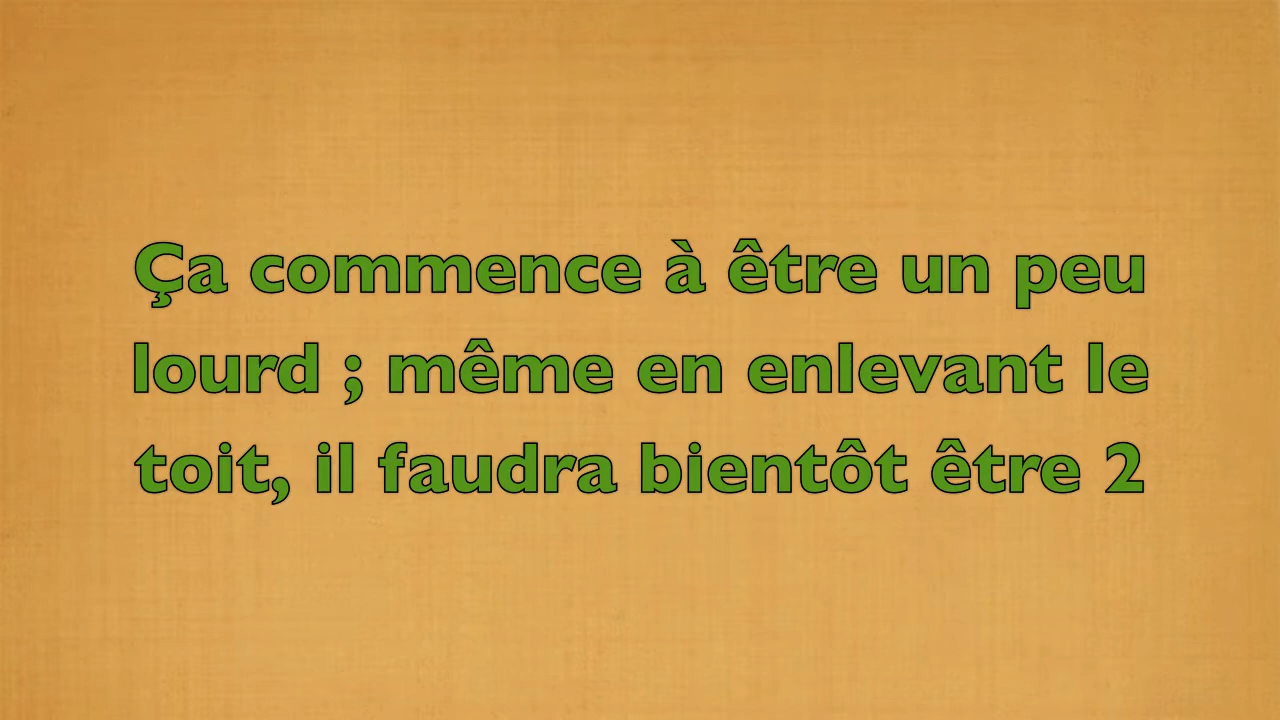 Ça commence à être un peu
lourd ; même en enlevant le
toit, il faudra bientôt être 2